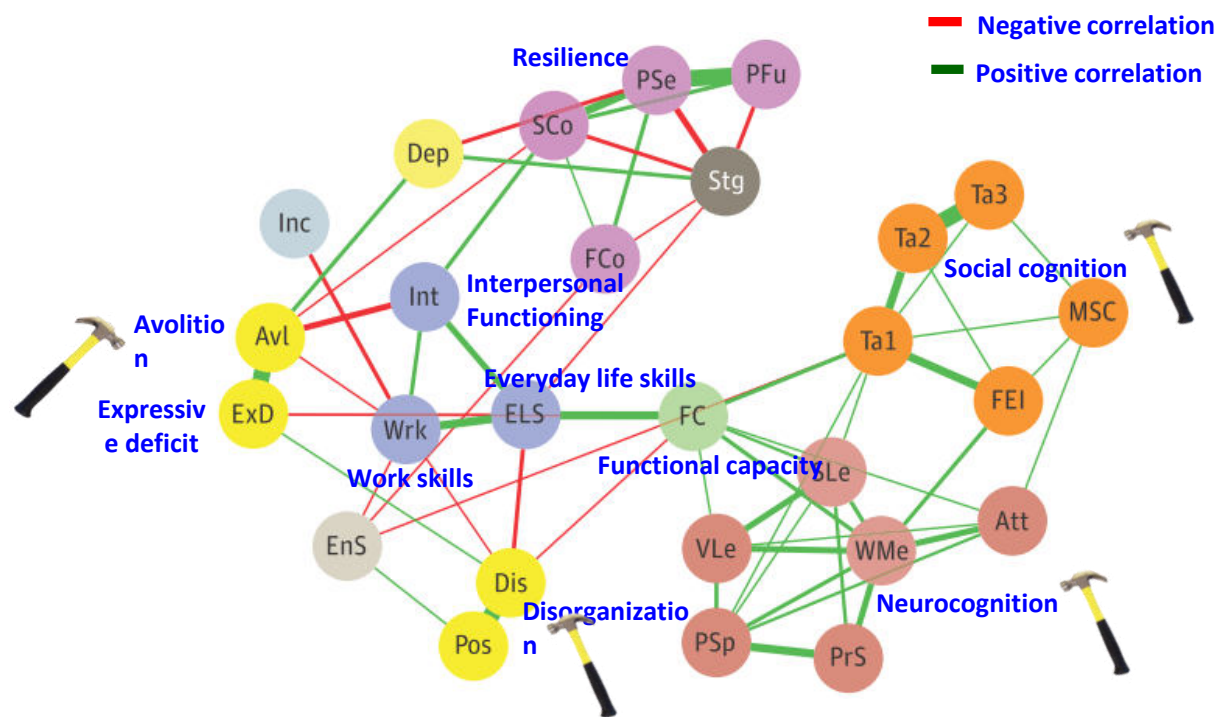 Negative correlation
Positive correlation
Resilience
PSe
PFu
SCo
Dep
Stg
Ta3
Inc
Ta2
FCo
Social cognition
Int
Interpersonal
Functioning
MSC
Avolitio
n
Avl
Ta1
Everyday life skills
FEI
Expressiv
e deficit
ExD
Wrk
ELS
FC
Work skills
Functional capacity
SLe
Att
EnS
VLe
WMe
Dis
Neurocognition
Disorganizatio
n
Pos
PSp
PrS